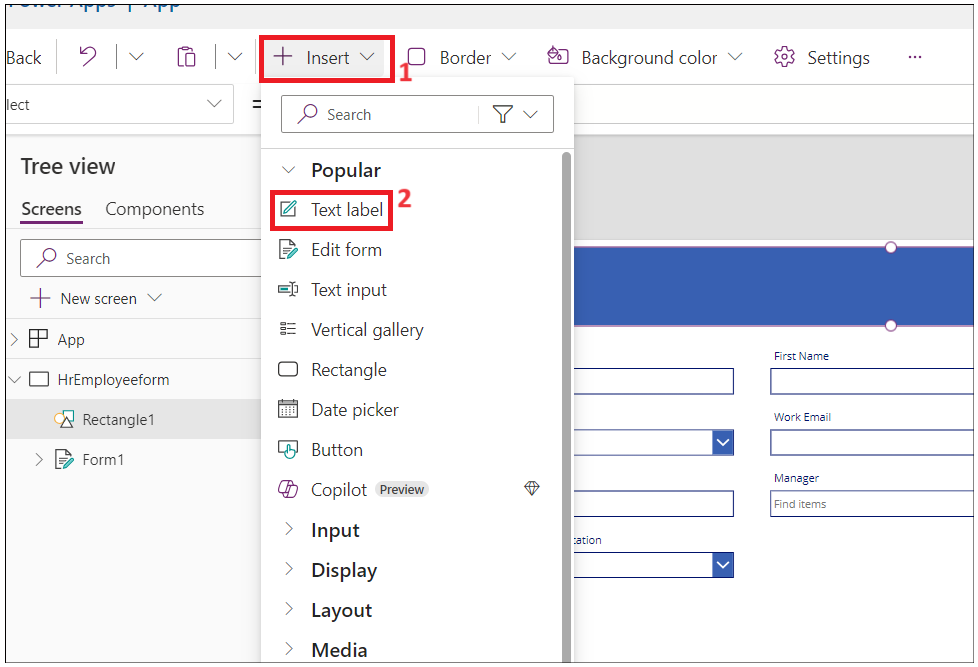 Power Apps | App
Back
Insert
1
Border
Background color
Settings
...
lect
=
Search
Tree view
Popular
Screens
Components
Text label
2
Search
Edit form
New screen
Text input
App
Vertical gallery
First Name
HrEmployeeform
Rectangle
Rectangle1
Date picker
Work Email
Form1
Button
Manager
Copilot
Preview
Find items
Input
cation
Display
Layout
Media